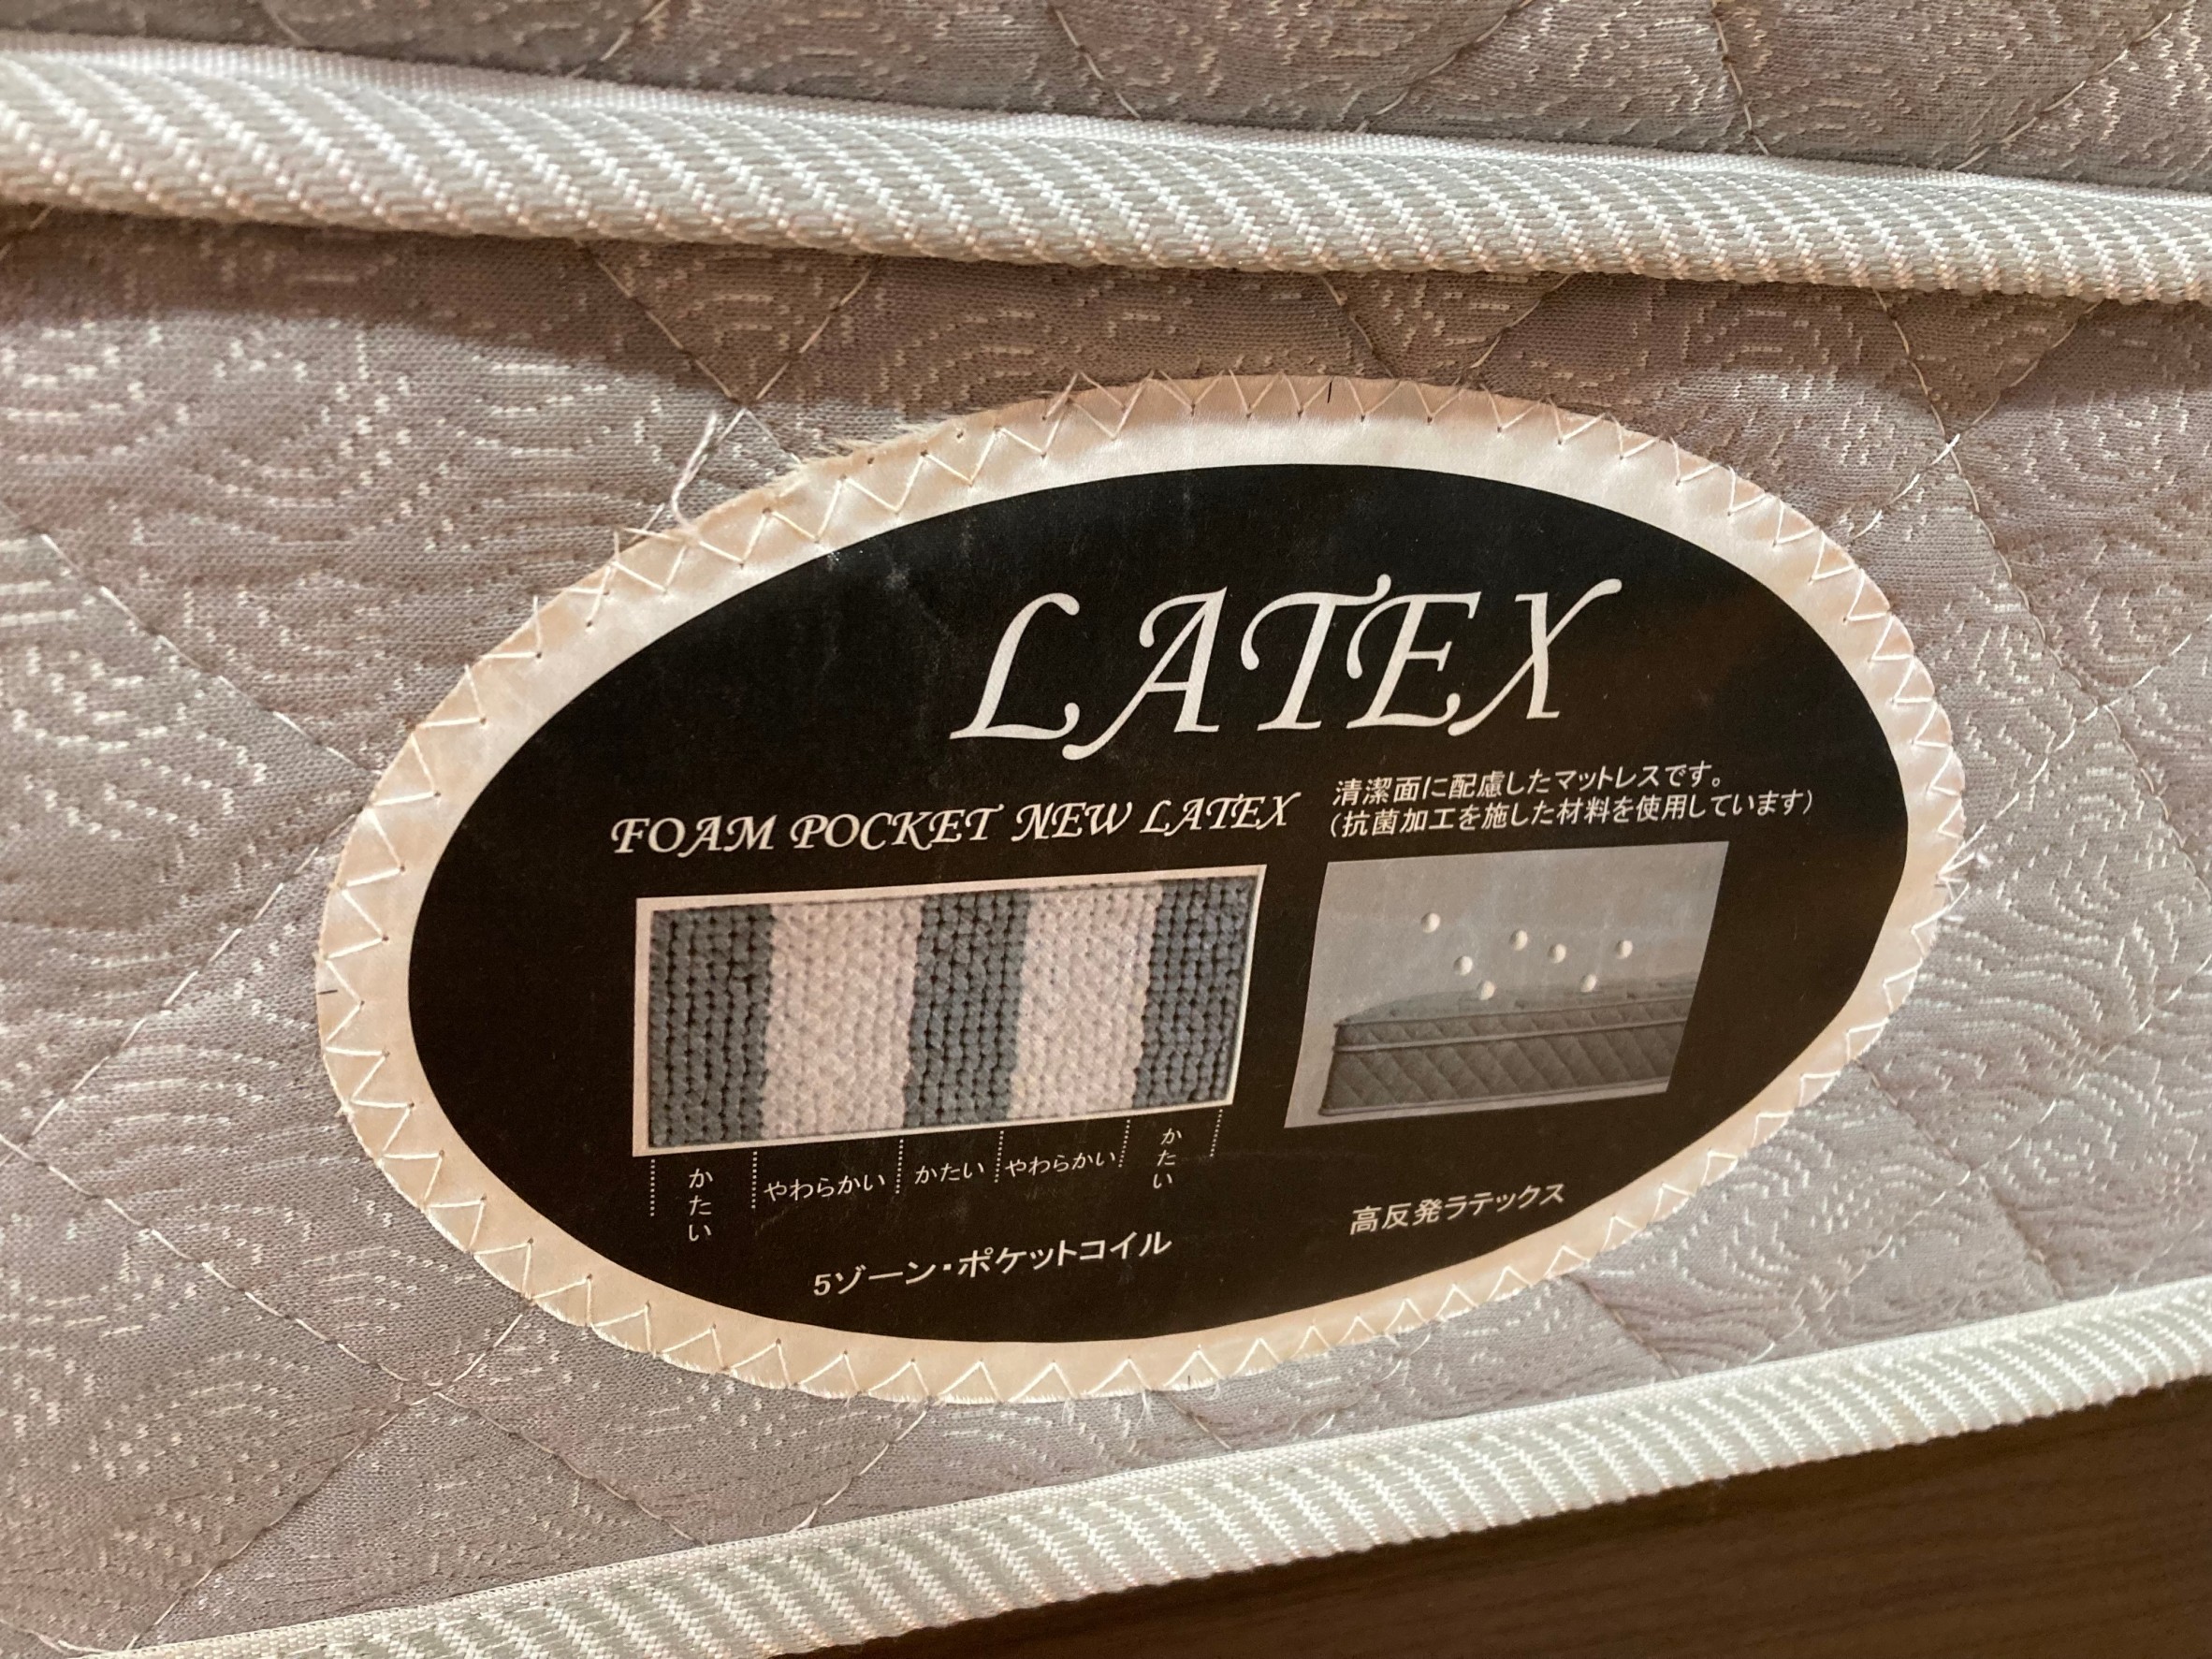 LATEX
FOAM POCKET NEW LATEX
清潔面に配慮したマットレスです。
(抗菌加工を施した材料を使用しています)
かたい
やわらかい
かたい
やわらかい
かたい
5ゾーン・ポケットコイル
高反発ラテックス